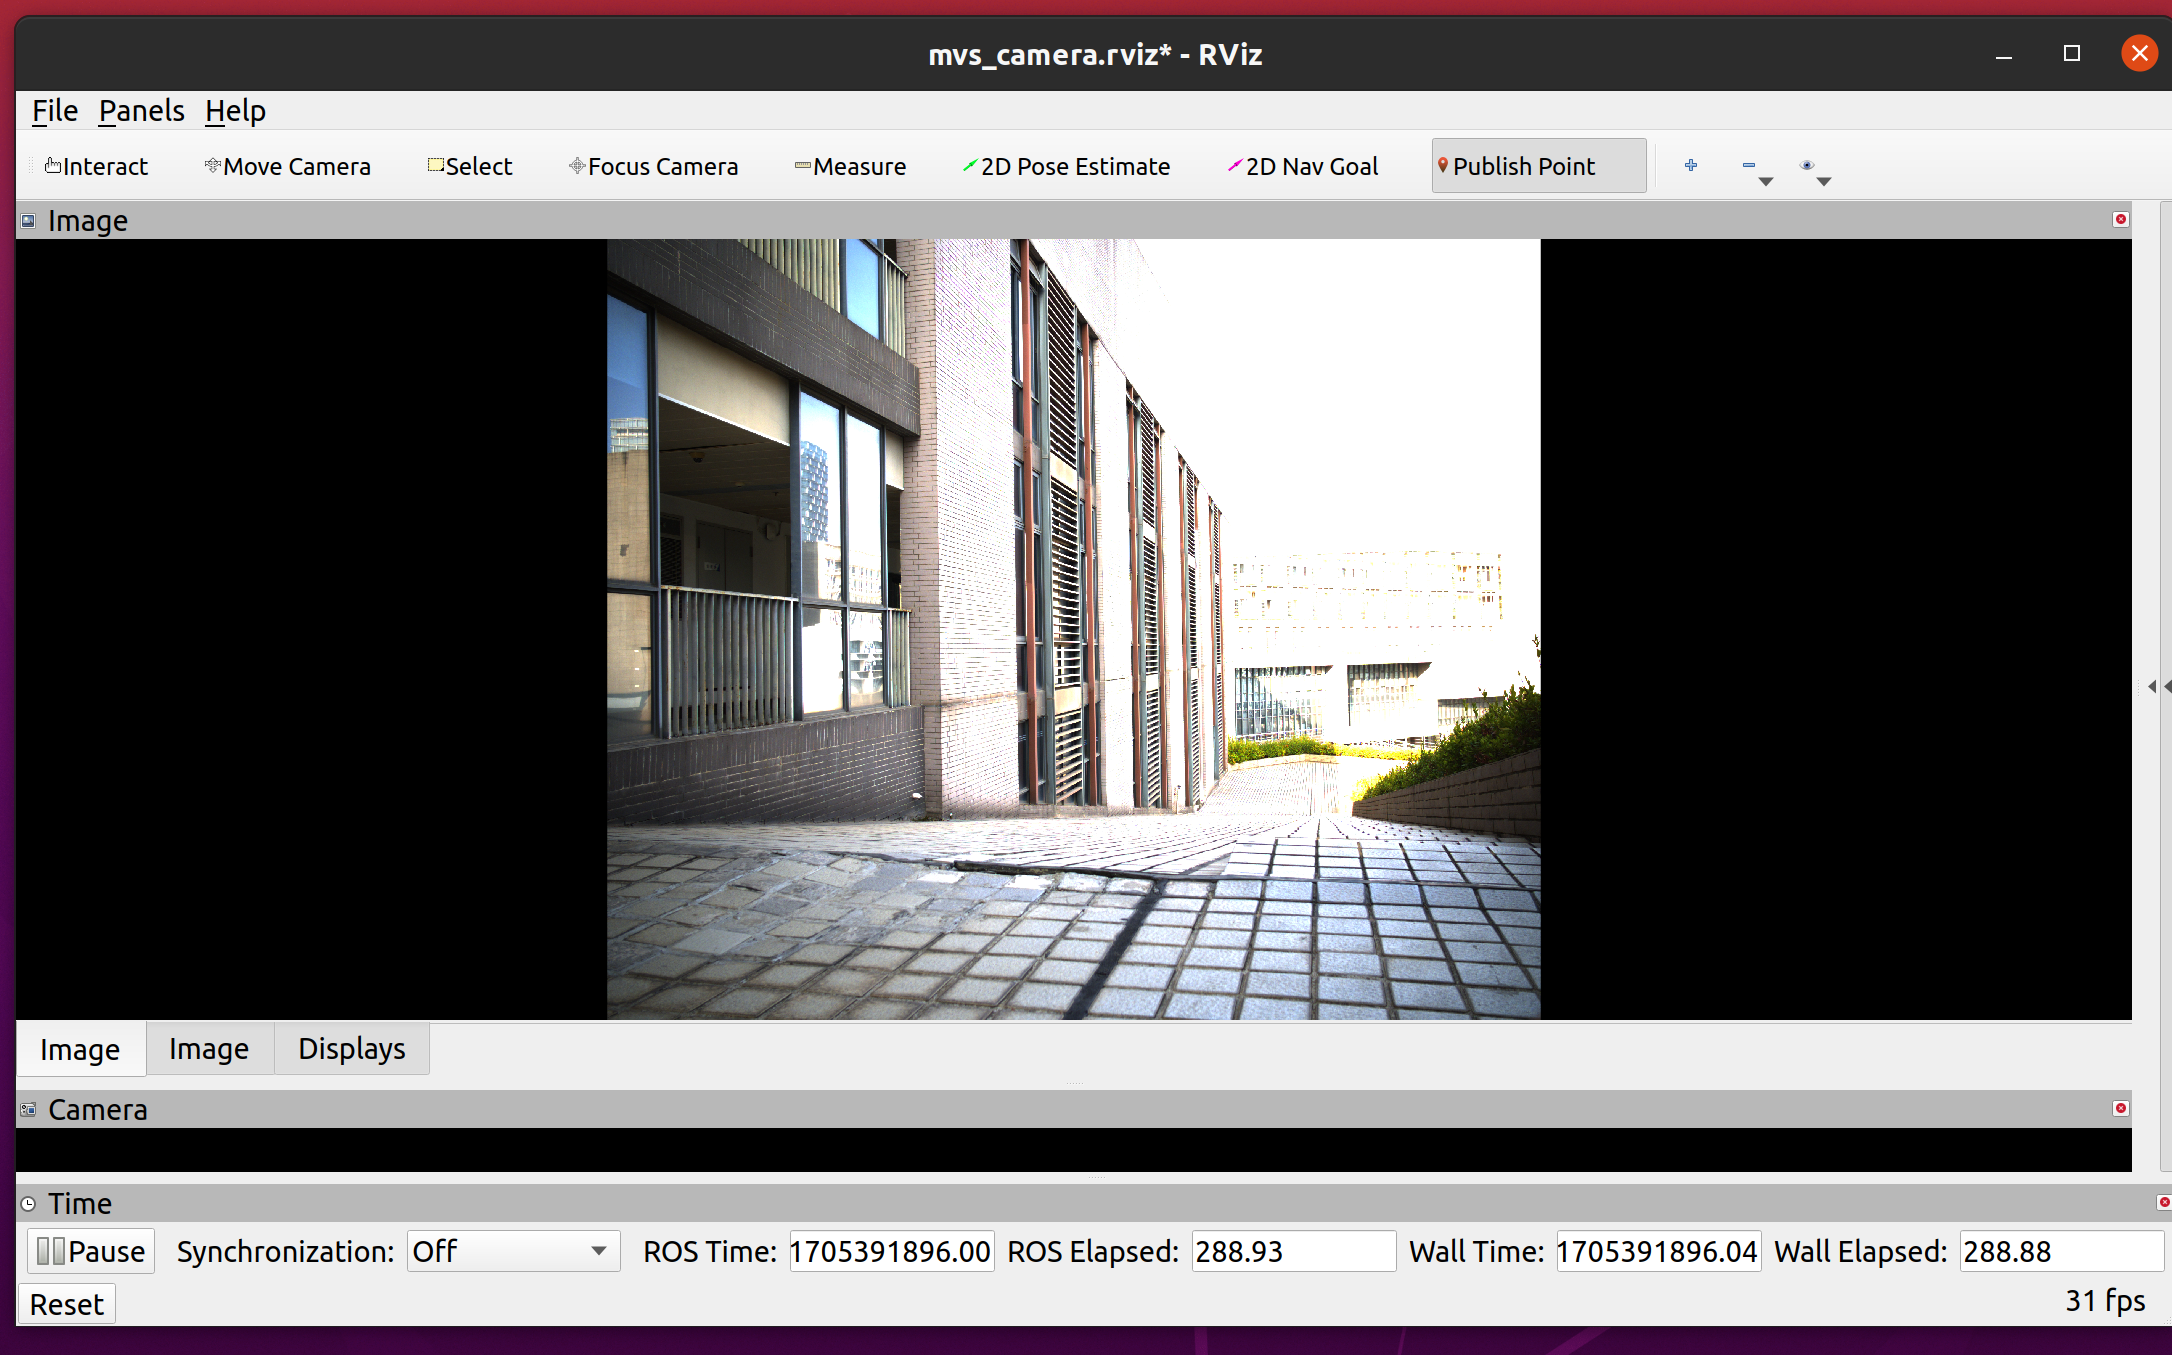 mvs_camera.rviz* - RViz
File Panels Help
Interact Move Camera Select Focus Camera Measure 2D Pose Estimate 2D Nav Goal Publish Point
Image
Image Image Displays
Camera
Time
Pause Synchronization: Off ROS Time: 1705391896.00 ROS Elapsed: 288.93 Wall Time: 1705391896.04 Wall Elapsed: 288.88
Reset 31 fps